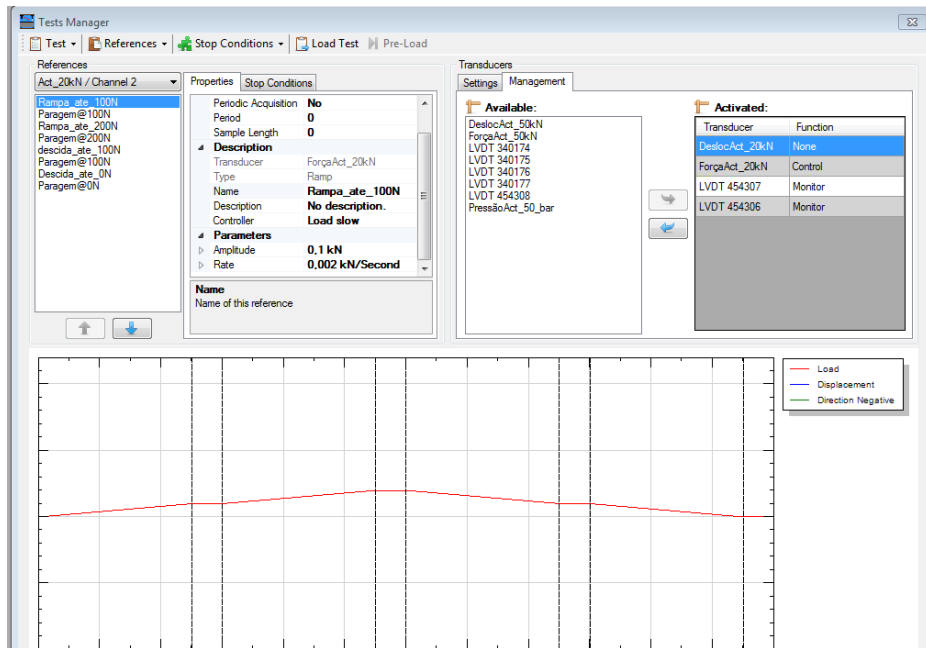 Tests Manager
Test References Stop Conditions Load Test Pre-Load
References
Act_20kN / Channel 2
Rampa_ate_100N
Paragem@100N
Rampa_ate_200N
Paragem@200N
descida_ate_100N
Paragem@100N
Descida_ate_0N
Paragem@0N
Properties Stop Conditions
Periodic Acquisition No
Period 0
Sample Length 0
Description
Transducer ForçaAct_20kN
Type Ramp
Name Rampa_ate_100N
Description No description.
Controller Load slow
Parameters
Amplitude 0,1 kN
Rate 0,002 kN/Second
Name
Name of this reference
Transducers
Settings Management
Available:
DeslocAct_50kN
ForçaAct_50kN
LVDT 340174
LVDT 340175
LVDT 340176
LVDT 340177
LVDT 454308
PressãoAct_50_bar
Activated:
Transducer Function
DeslocAct_20kN None
ForçaAct_20kN Control
LVDT 454307 Monitor
LVDT 454306 Monitor
Load
Displacement
Direction Negative